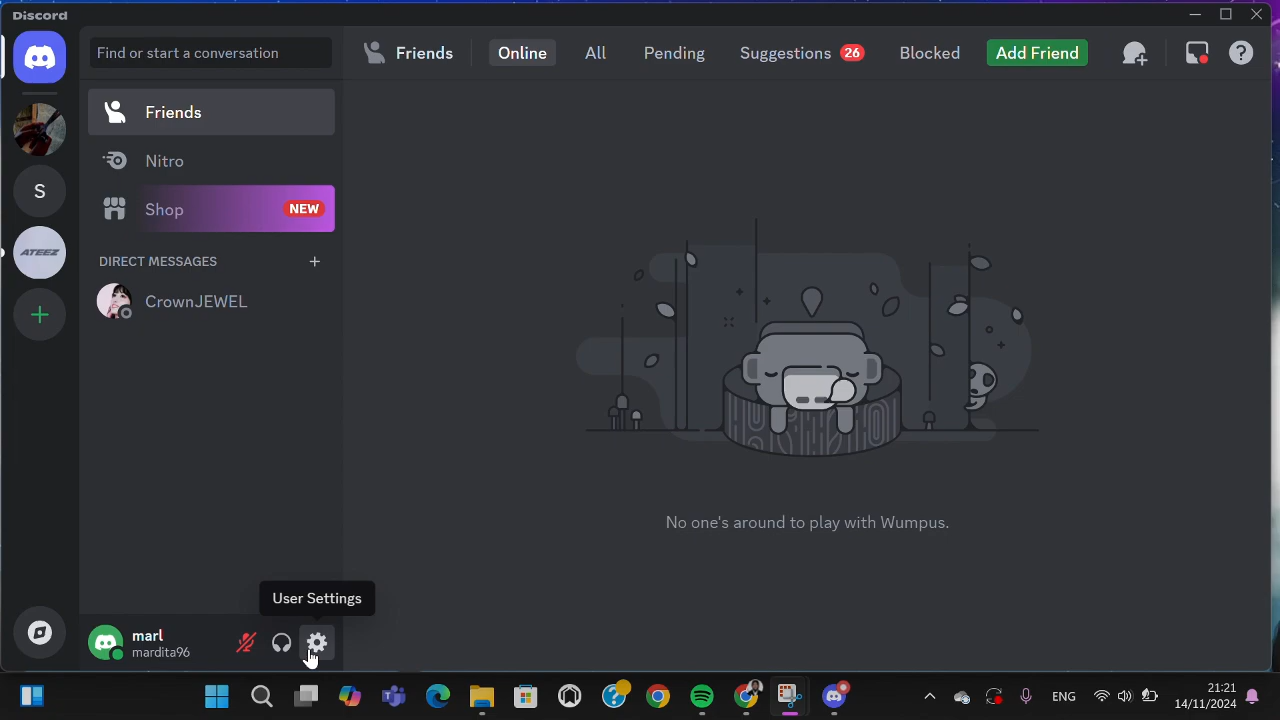 Discord
Find or start a conversation
Friends
Online
All
Pending
Suggestions 26
Blocked
Add Friend
Friends
Nitro
Shop NEW
DIRECT MESSAGES
CrownJEWEL
S
ATEEZ
No one's around to play with Wumpus.
User Settings
marl
mardita96
ENG
21:21
14/11/2024